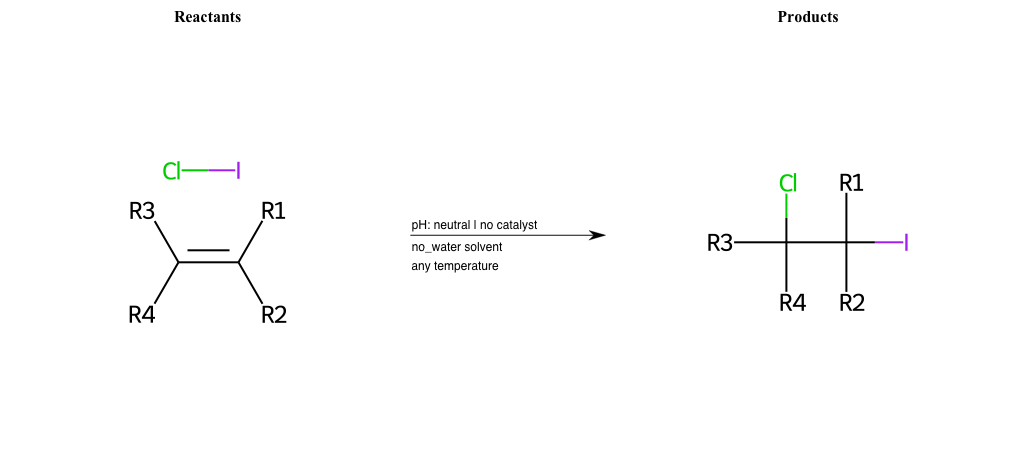 Reactants
Products
Cl I
R3 R1
R4 R2
pH: neutral | no catalyst
no_water solvent
any temperature
Cl R1
R3 I
R4 R2